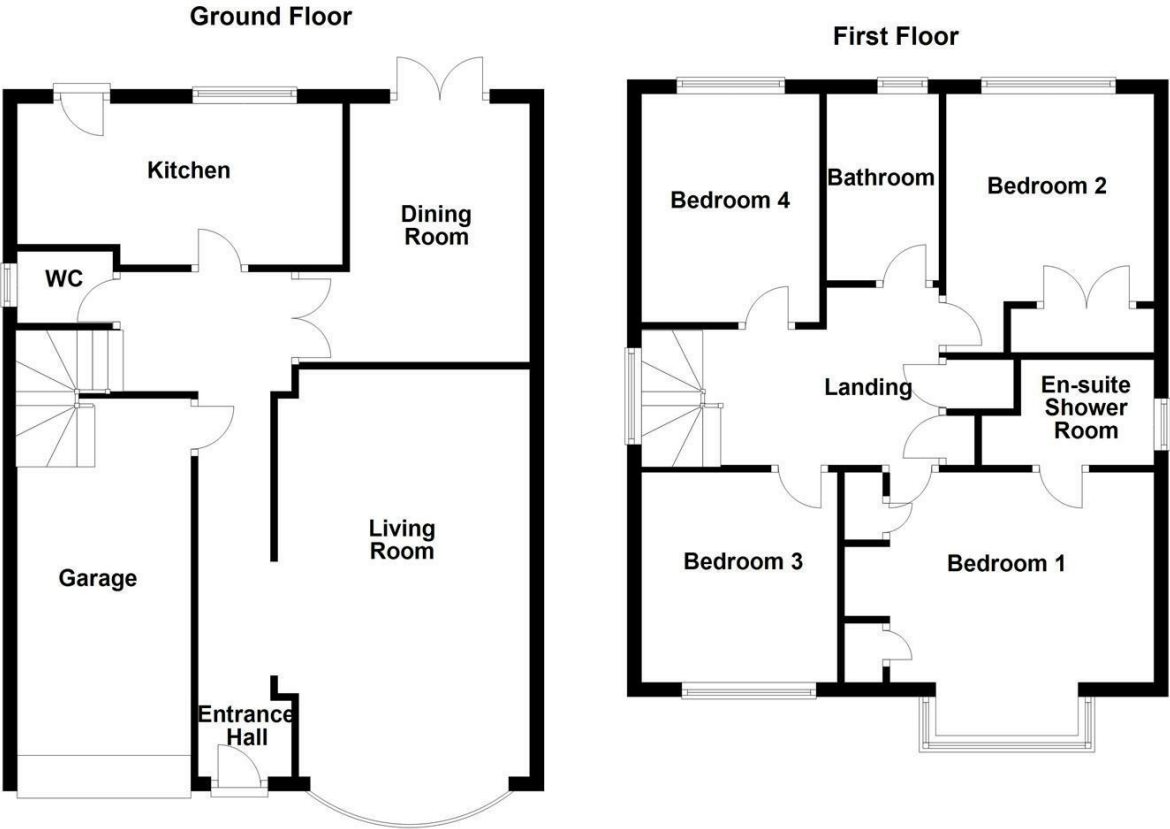 Ground Floor
Kitchen
Dining
Room
WC
Living
Room
Garage
Entrance
Hall
First Floor
Bedroom 4
Bathroom
Bedroom 2
Landing
En-suite
Shower
Room
Bedroom 3
Bedroom 1